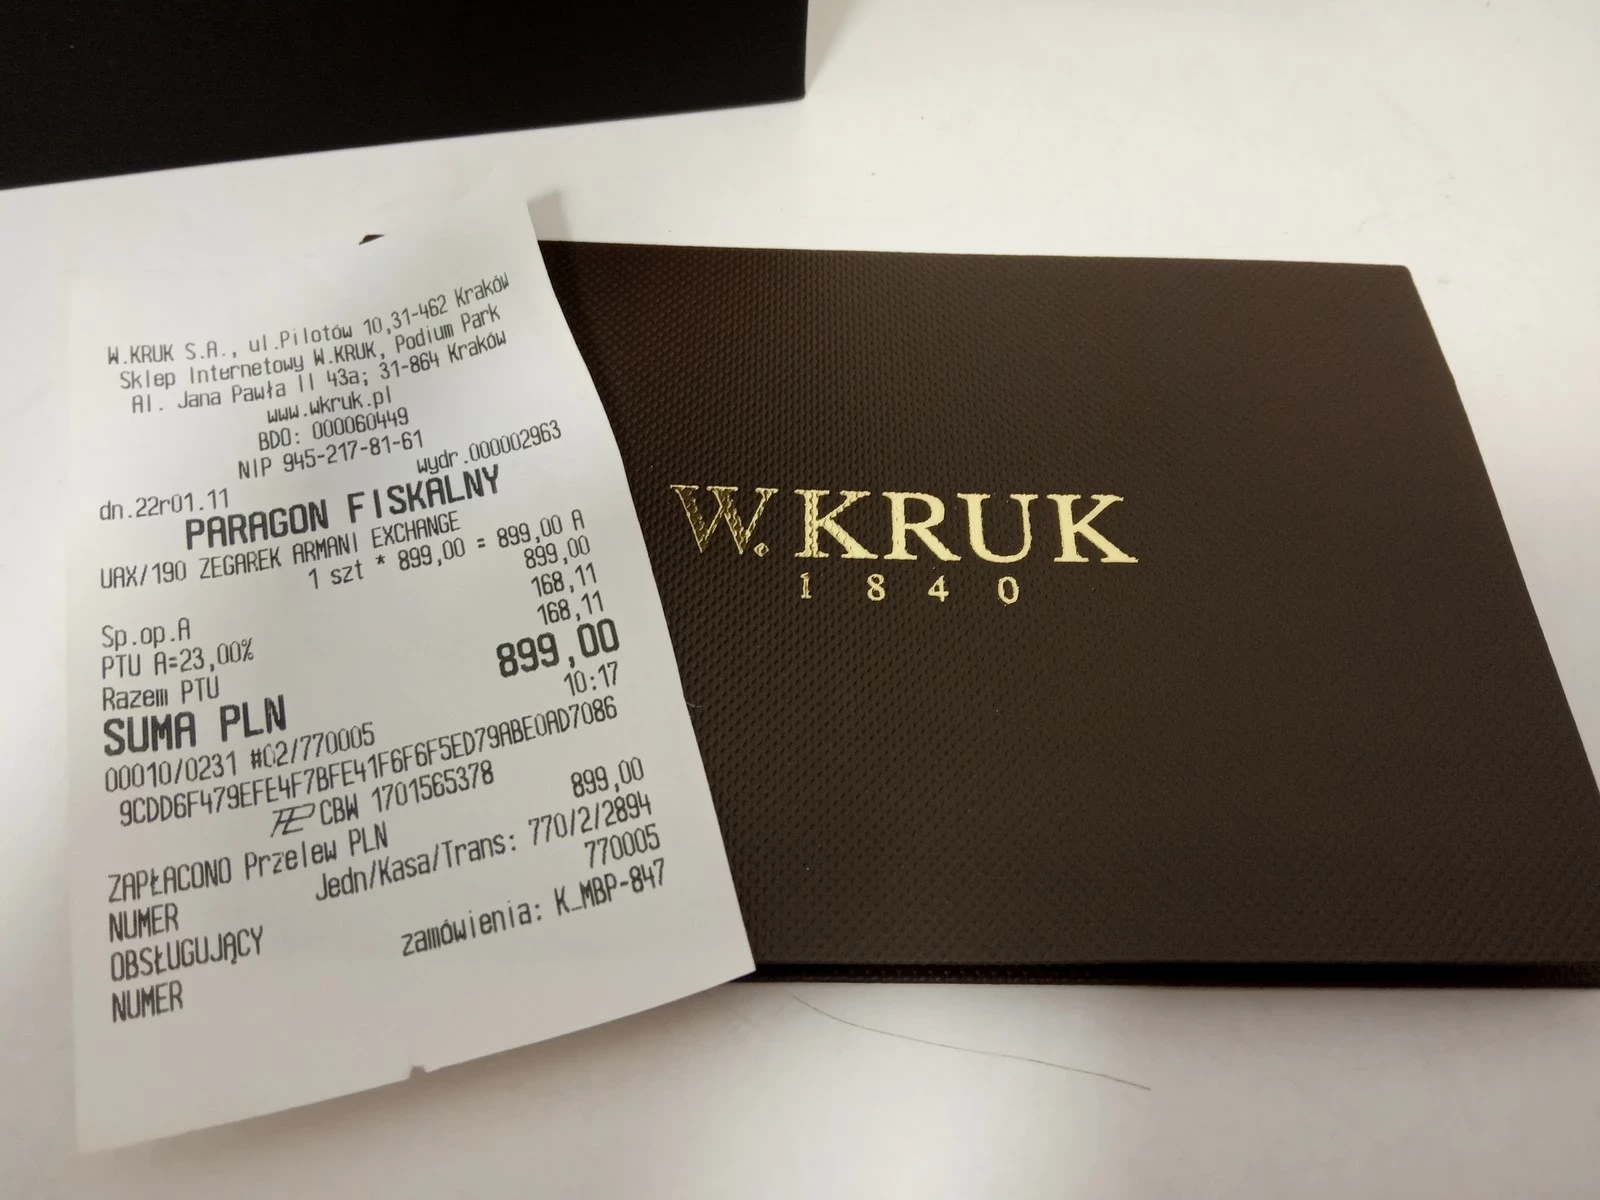 W.KRUK S.A., ul.Pilotów 10,31-462 Kraków
Sklep Internetowy W.KRUK, Podium Park
Al. Jana Pawła II 43a; 31-864 Kraków
www.wkruk.pl
BDO: 000060449
NIP 945-217-81-61
dn.22r01.11 wydr.000002963
PARAGON FISKALNY
UAX/190 ZEGAREK ARMANI EXCHANGE
1 szt * 899,00 = 899,00 A
Sp.op.A 899,00
PTU A=23,00% 168,11
Razem PTU 168,11
SUMA PLN 899,00
00010/0231 #02/770005 10:17
9CDD6F479EFE4F7BFE41F6F6F5ED79ABE0AD7086
CBW 1701565378
ZAPŁACONO Przelew PLN 899,00
NUMER Jedn/Kasa/Trans: 770/2/2894
OBSŁUGUJĄCY 770005
NUMER zamówienia: K_MBP-847
W.KRUK
1840